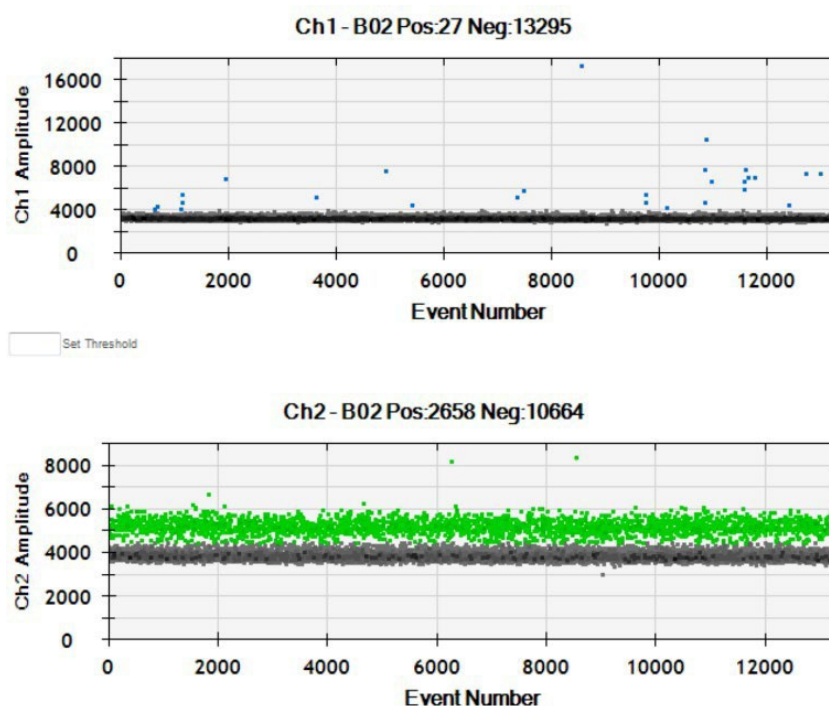 Ch1 - B02 Pos:27 Neg:13295
16000
12000
8000
4000
0
Ch1 Amplitude
0 2000 4000 6000 8000 10000 12000
Event Number
Set Threshold
Ch2 - B02 Pos:2658 Neg:10664
8000
6000
4000
2000
0
Ch2 Amplitude
0 2000 4000 6000 8000 10000 12000
Event Number